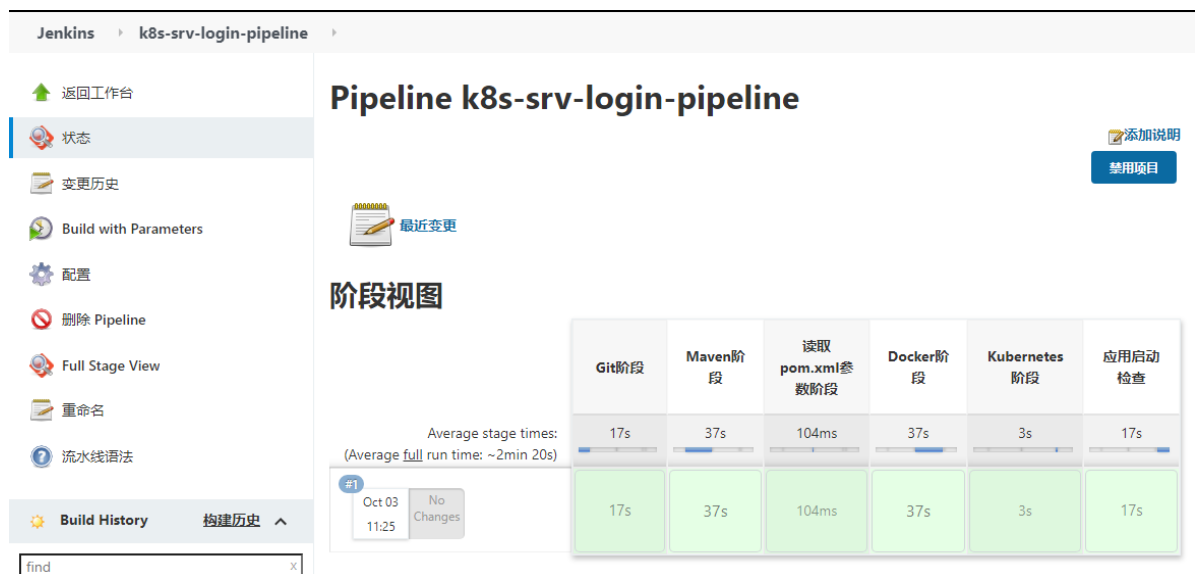 Jenkins k8s-srv-login-pipeline
返回工作台
状态
变更历史
Build with Parameters
配置
删除 Pipeline
Full Stage View
重命名
流水线语法
Build History 构建历史
find x
Pipeline k8s-srv-login-pipeline
添加说明
禁用项目
最近变更
阶段视图
Git阶段
Maven阶
段
读取
pom.xml参
数阶段
Docker阶
段
Kubernetes
阶段
应用启动
检查
Average stage times:
(Average full run time: ~2min 20s)
17s 37s 104ms 37s 3s 17s
#1
Oct 03
11:25
No
Changes
17s 37s 104ms 37s 3s 17s